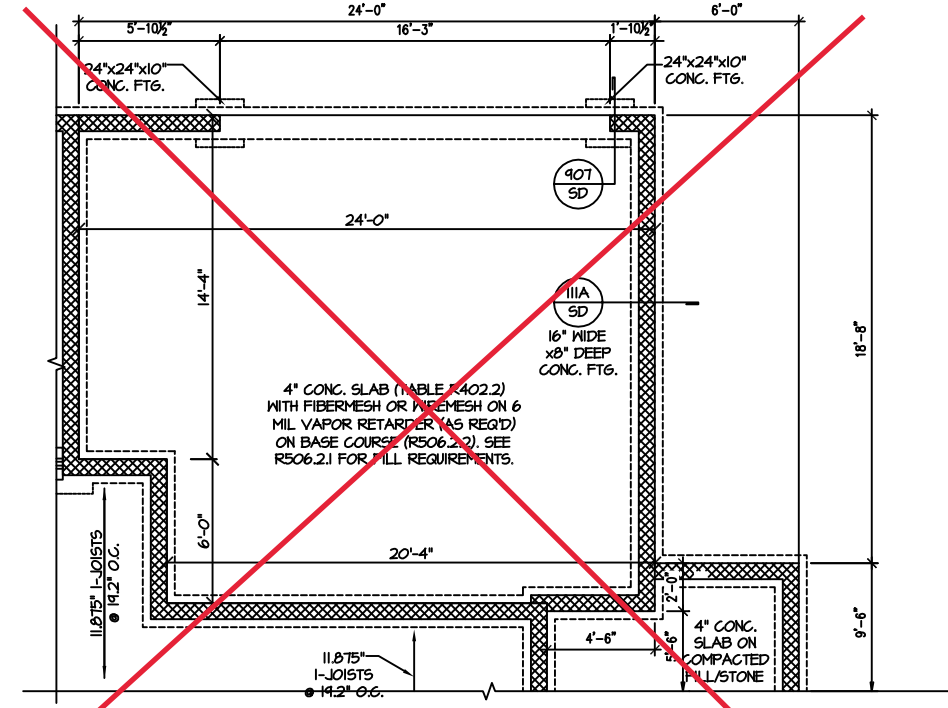 24'-0"
6'-0"
5'-10½"
16'-3"
1'-10½"
24"x24"x10"
CONC. FTG.
24"x24"x10"
CONC. FTG.
907
SD
24'-0"
14'-4"
111A
SD
16" WIDE
x8" DEEP
CONC. FTG.
18'-8"
4" CONC. SLAB (TABLE R402.2)
WITH FIBERMESH OR WIREMESH ON 6
MIL VAPOR RETARDER (AS REQ'D)
ON BASE COURSE (R506.2.2). SEE
R506.2.1 FOR FILL REQUIREMENTS.
6'-0"
11.875" I-JOISTS
@ 19.2" O.C.
20'-4"
2'-0"
9'-6"
4'-6"
4" CONC.
SLAB ON
COMPACTED
FILL/STONE
11.875"
I-JOISTS
@ 19.2" O.C.